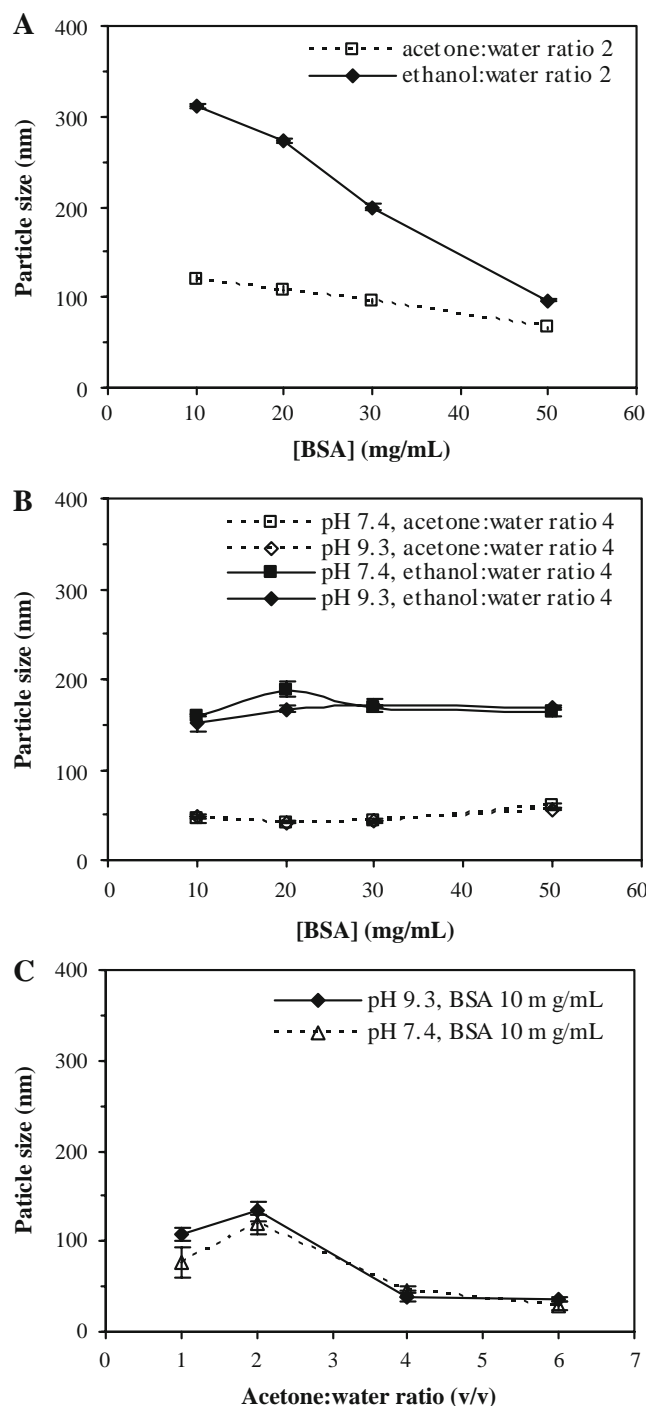 A
400
300
200
100
0
Particle size (nm)
acetone:water ratio 2
ethanol:water ratio 2
0 10 20 30 40 50 60
[BSA] (mg/mL)
B
400
300
200
100
0
Particle size (nm)
pH 7.4, acetone:water ratio 4
pH 9.3, acetone:water ratio 4
pH 7.4, ethanol:water ratio 4
pH 9.3, ethanol:water ratio 4
0 10 20 30 40 50 60
[BSA] (mg/mL)
C
400
300
200
100
0
Paticle size (nm)
pH 9.3, BSA 10 m g/mL
pH 7.4, BSA 10 m g/mL
0 1 2 3 4 5 6 7
Acetone:water ratio (v/v)